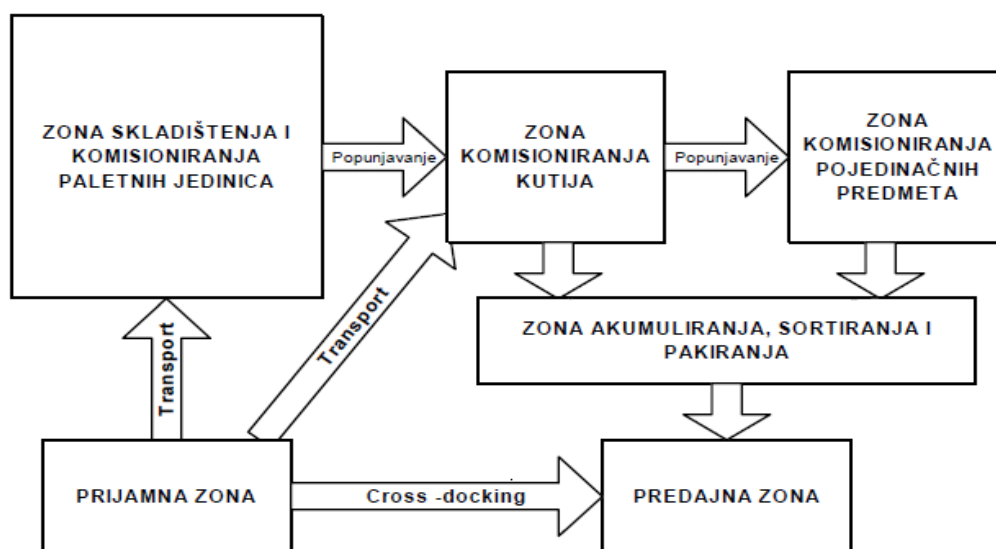 ZONA SKLADIŠTENJA I
KOMISIONIRANJA
PALETNIH JEDINICA
Popunjavanje
ZONA
KOMISIONIRANJA
KUTIJA
Popunjavanje
ZONA
KOMISIONIRANJA
POJEDINAČNIH
PREDMETA
Transport
Transport
ZONA AKUMULIRANJA, SORTIRANJA I
PAKIRANJA
PRIJAMNA ZONA
Cross -docking
PREDAJNA ZONA